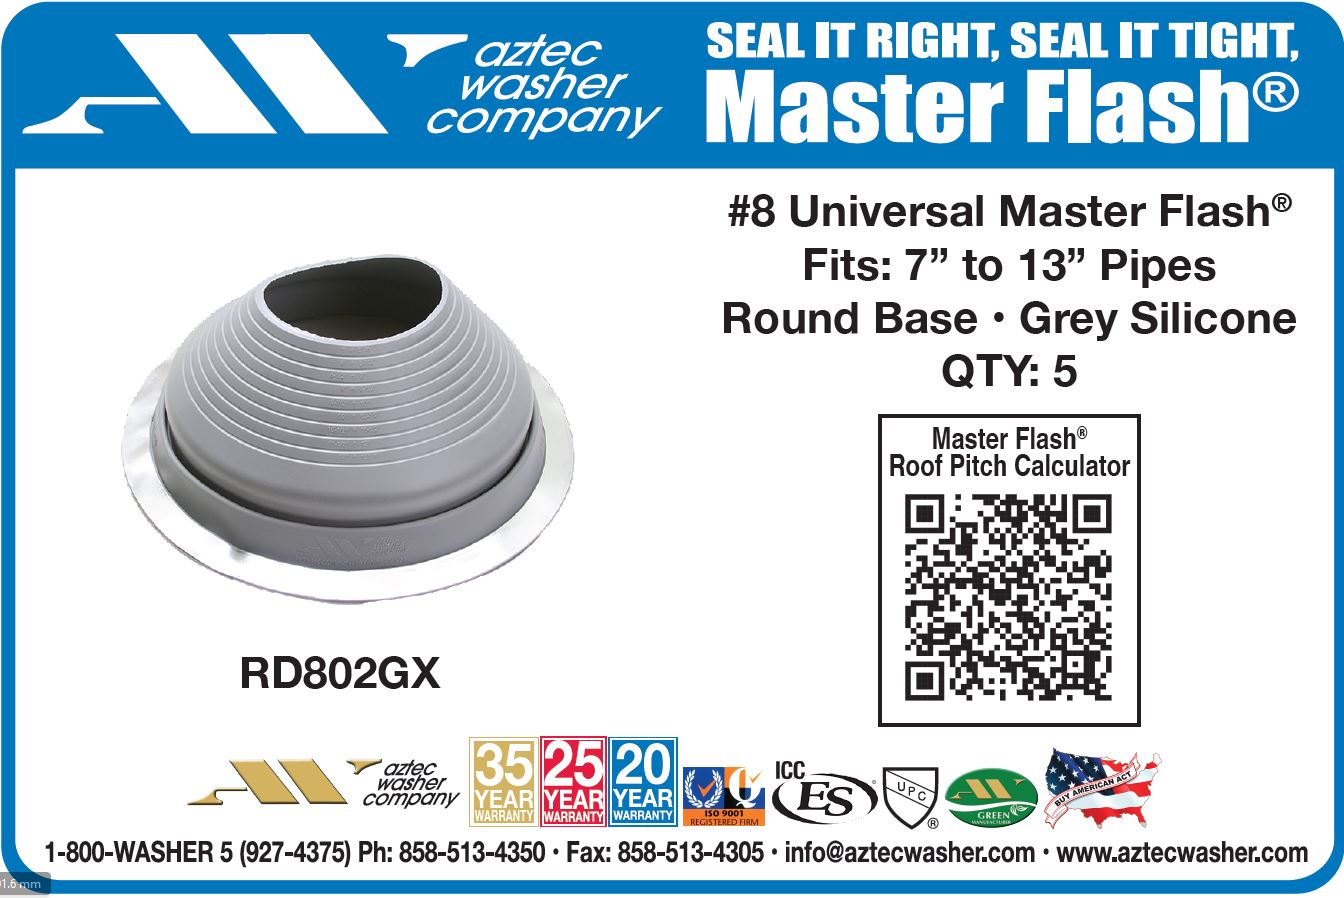 aztec
washer
company
SEAL IT RIGHT, SEAL IT TIGHT,
Master Flash®
#8 Universal Master Flash®
Fits: 7” to 13” Pipes
Round Base • Grey Silicone
QTY: 5
Master Flash®
Roof Pitch Calculator
RD802GX
aztec
washer
company
35
YEAR
WARRANTY
25
YEAR
WARRANTY
20
YEAR
WARRANTY
Q
ISO 9001
REGISTERED FIRM
ICC
ES®
UPC®
GREEN
MANUFACTURER
BUY AMERICAN ACT
1-800-WASHER 5 (927-4375) Ph: 858-513-4350 • Fax: 858-513-4305 • info@aztecwasher.com • www.aztecwasher.com